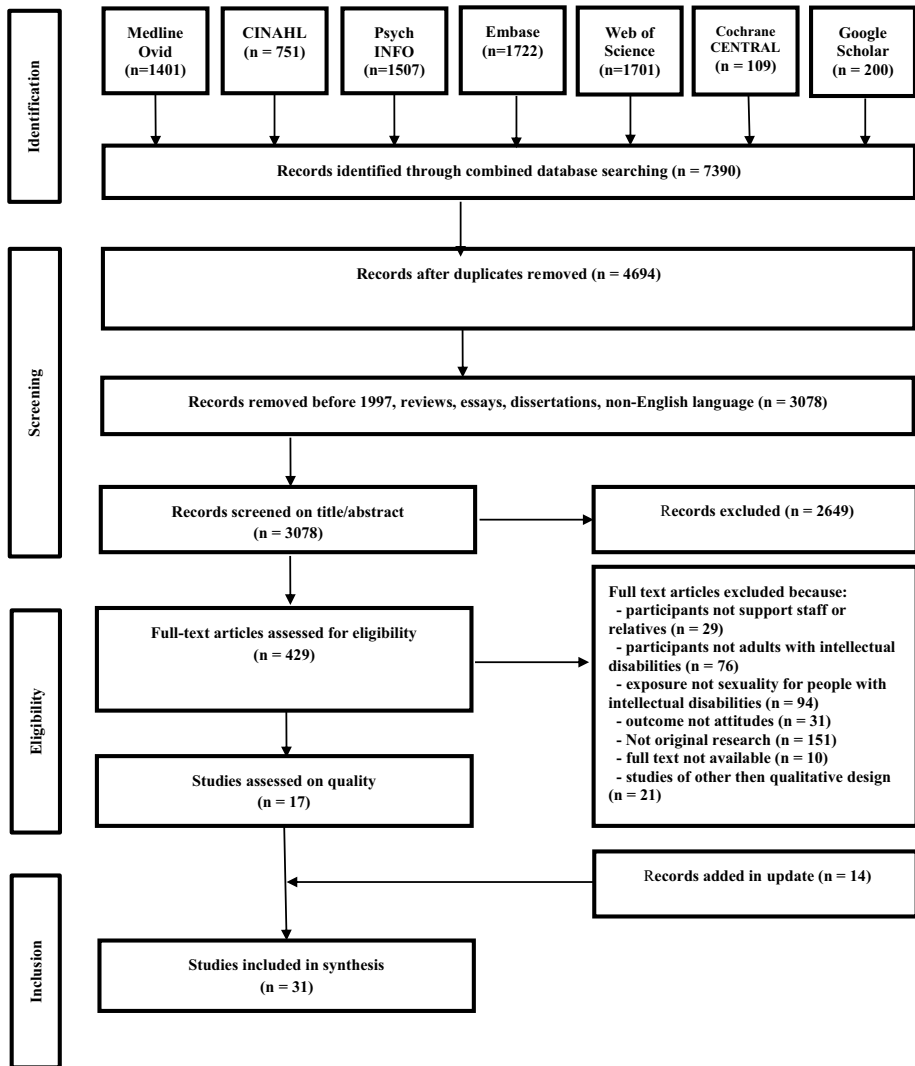 Identification
Medline
Ovid
(n=1401)
CINAHL
(n = 751)
Psych
INFO
(n=1507)
Embase
(n=1722)
Web of
Science
(n=1701)
Cochrane
CENTRAL
(n = 109)
Google
Scholar
(n = 200)
Records identified through combined database searching (n = 7390)
Screening
Records after duplicates removed (n = 4694)
Records removed before 1997, reviews, essays, dissertations, non-English language (n = 3078)
Records screened on title/abstract
(n = 3078)
Records excluded (n = 2649)
Eligibility
Full-text articles assessed for eligibility
(n = 429)
Full text articles excluded because:
- participants not support staff or
relatives (n = 29)
- participants not adults with intellectual
disabilities (n = 76)
- exposure not sexuality for people with
intellectual disabilities (n = 94)
- outcome not attitudes (n = 31)
- Not original research (n = 151)
- full text not available (n = 10)
- studies of other then qualitative design
(n = 21)
Studies assessed on quality
(n = 17)
Inclusion
Records added in update (n = 14)
Studies included in synthesis
(n = 31)